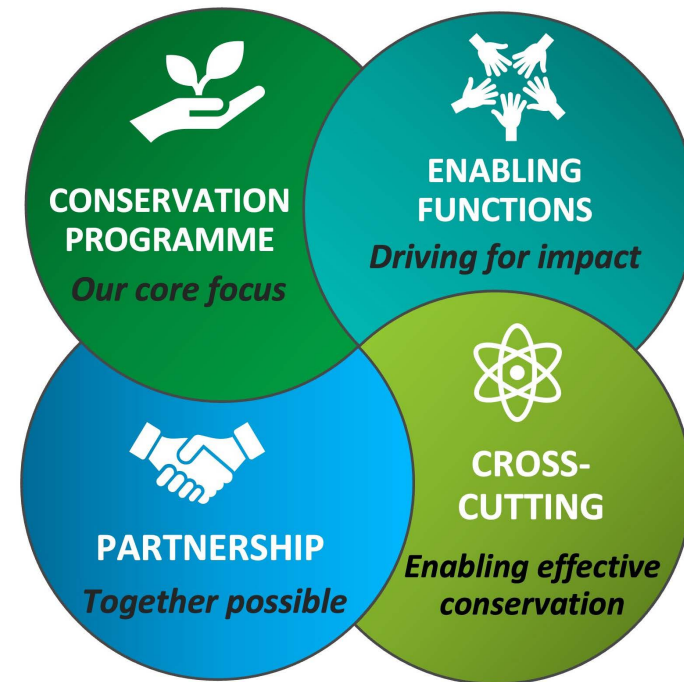 CONSERVATION
PROGRAMME
Our core focus
ENABLING
FUNCTIONS
Driving for impact
PARTNERSHIP
Together possible
CROSS-
CUTTING
Enabling effective
conservation